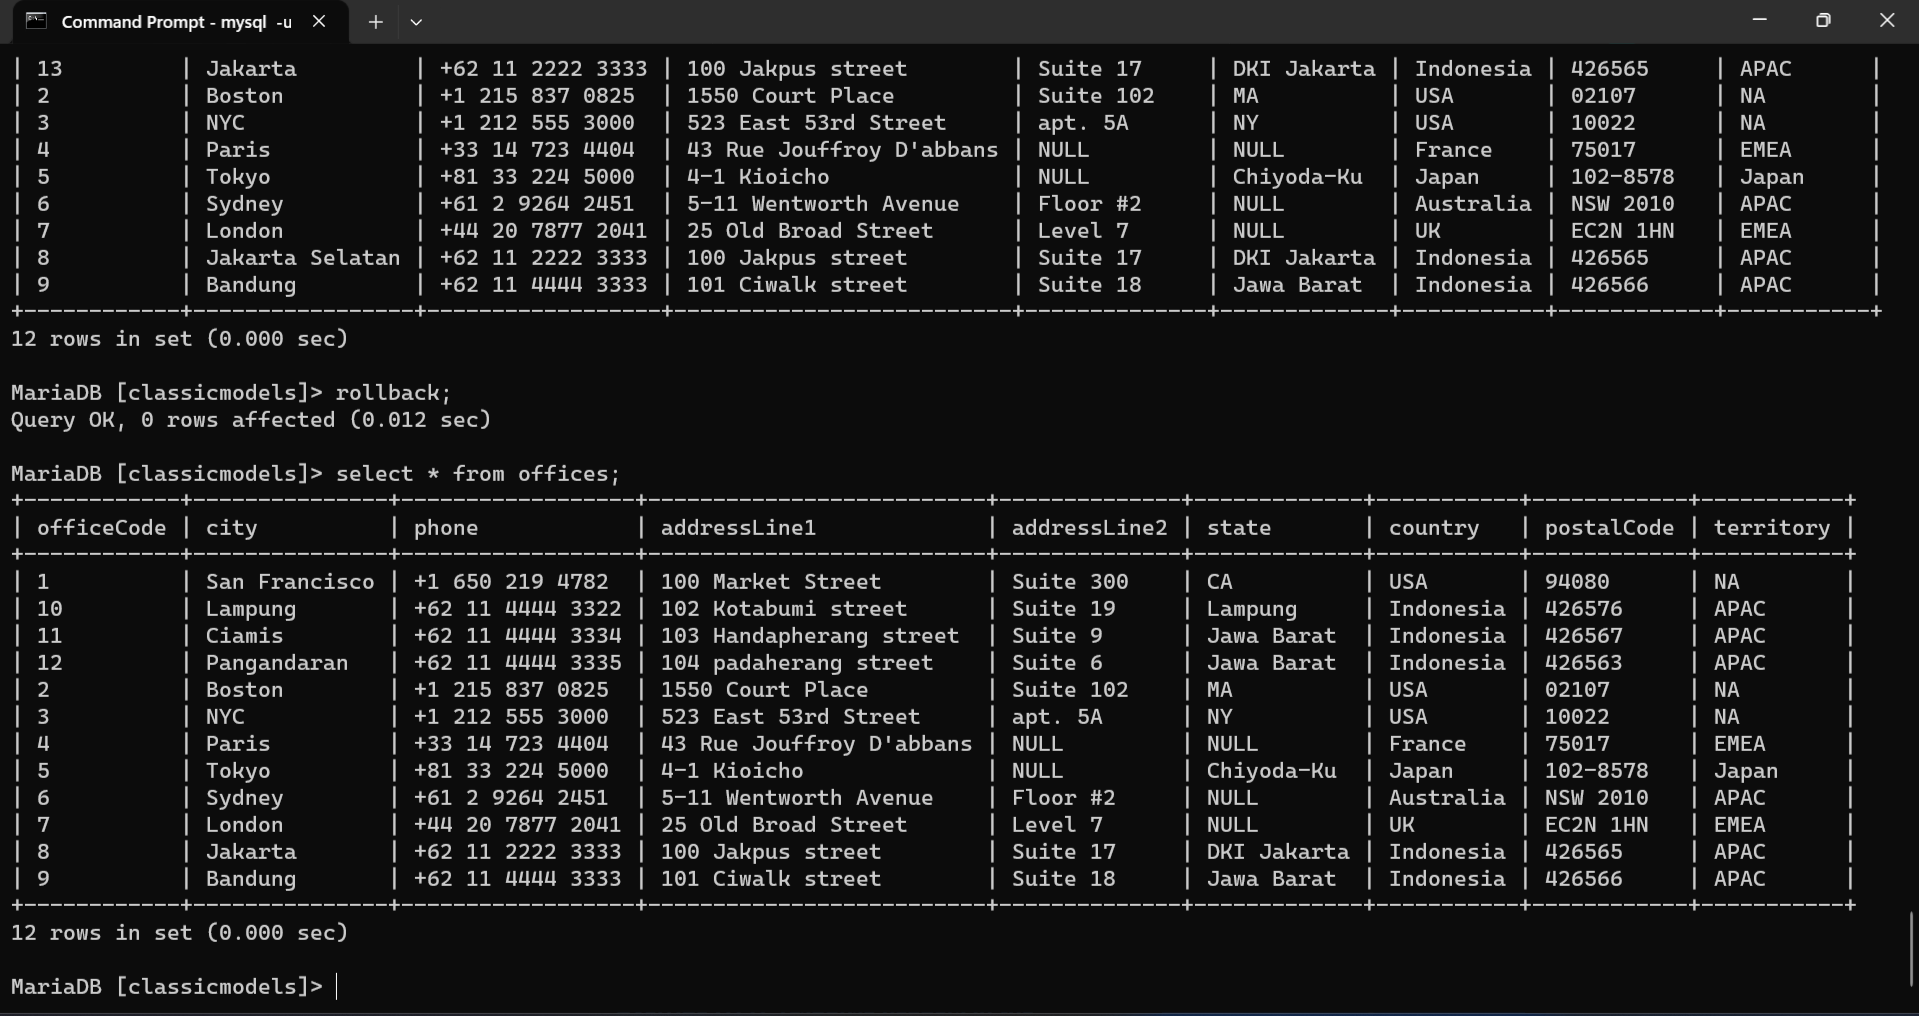 Command Prompt - mysql -u
| 13         | Jakarta         | +62 11 2222 3333 | 100 Jakpus street        | Suite 17     | DKI Jakarta | Indonesia | 426565     | APAC      |
| 2          | Boston          | +1 215 837 0825  | 1550 Court Place         | Suite 102    | MA          | USA       | 02107      | NA        |
| 3          | NYC             | +1 212 555 3000  | 523 East 53rd Street     | apt. 5A      | NY          | USA       | 10022      | NA        |
| 4          | Paris           | +33 14 723 4404  | 43 Rue Jouffroy D'abbans | NULL         | NULL        | France    | 75017      | EMEA      |
| 5          | Tokyo           | +81 33 224 5000  | 4-1 Kioicho              | NULL         | Chiyoda-Ku  | Japan     | 102-8578   | Japan     |
| 6          | Sydney          | +61 2 9264 2451  | 5-11 Wentworth Avenue    | Floor #2     | NULL        | Australia | NSW 2010   | APAC      |
| 7          | London          | +44 20 7877 2041 | 25 Old Broad Street      | Level 7      | NULL        | UK        | EC2N 1HN   | EMEA      |
| 8          | Jakarta Selatan | +62 11 2222 3333 | 100 Jakpus street        | Suite 17     | DKI Jakarta | Indonesia | 426565     | APAC      |
| 9          | Bandung         | +62 11 4444 3333 | 101 Ciwalk street        | Suite 18     | Jawa Barat  | Indonesia | 426566     | APAC      |
+------------+-----------------+------------------+--------------------------+--------------+-------------+-----------+------------+-----------+
12 rows in set (0.000 sec)
MariaDB [classicmodels]> rollback;
Query OK, 0 rows affected (0.012 sec)
MariaDB [classicmodels]> select * from offices;
+------------+---------------+------------------+--------------------------+--------------+-------------+-----------+------------+-----------+
| officeCode | city          | phone            | addressLine1             | addressLine2 | state       | country   | postalCode | territory |
+------------+---------------+------------------+--------------------------+--------------+-------------+-----------+------------+-----------+
| 1          | San Francisco | +1 650 219 4782  | 100 Market Street        | Suite 300    | CA          | USA       | 94080      | NA        |
| 10         | Lampung       | +62 11 4444 3322 | 102 Kotabumi street      | Suite 19     | Lampung     | Indonesia | 426576     | APAC      |
| 11         | Ciamis        | +62 11 4444 3334 | 103 Handapherang street  | Suite 9      | Jawa Barat  | Indonesia | 426567     | APAC      |
| 12         | Pangandaran   | +62 11 4444 3335 | 104 padaherang street    | Suite 6      | Jawa Barat  | Indonesia | 426563     | APAC      |
| 2          | Boston        | +1 215 837 0825  | 1550 Court Place         | Suite 102    | MA          | USA       | 02107      | NA        |
| 3          | NYC           | +1 212 555 3000  | 523 East 53rd Street     | apt. 5A      | NY          | USA       | 10022      | NA        |
| 4          | Paris         | +33 14 723 4404  | 43 Rue Jouffroy D'abbans | NULL         | NULL        | France    | 75017      | EMEA      |
| 5          | Tokyo         | +81 33 224 5000  | 4-1 Kioicho              | NULL         | Chiyoda-Ku  | Japan     | 102-8578   | Japan     |
| 6          | Sydney        | +61 2 9264 2451  | 5-11 Wentworth Avenue    | Floor #2     | NULL        | Australia | NSW 2010   | APAC      |
| 7          | London        | +44 20 7877 2041 | 25 Old Broad Street      | Level 7      | NULL        | UK        | EC2N 1HN   | EMEA      |
| 8          | Jakarta       | +62 11 2222 3333 | 100 Jakpus street        | Suite 17     | DKI Jakarta | Indonesia | 426565     | APAC      |
| 9          | Bandung       | +62 11 4444 3333 | 101 Ciwalk street        | Suite 18     | Jawa Barat  | Indonesia | 426566     | APAC      |
+------------+---------------+------------------+--------------------------+--------------+-------------+-----------+------------+-----------+
12 rows in set (0.000 sec)
MariaDB [classicmodels]>